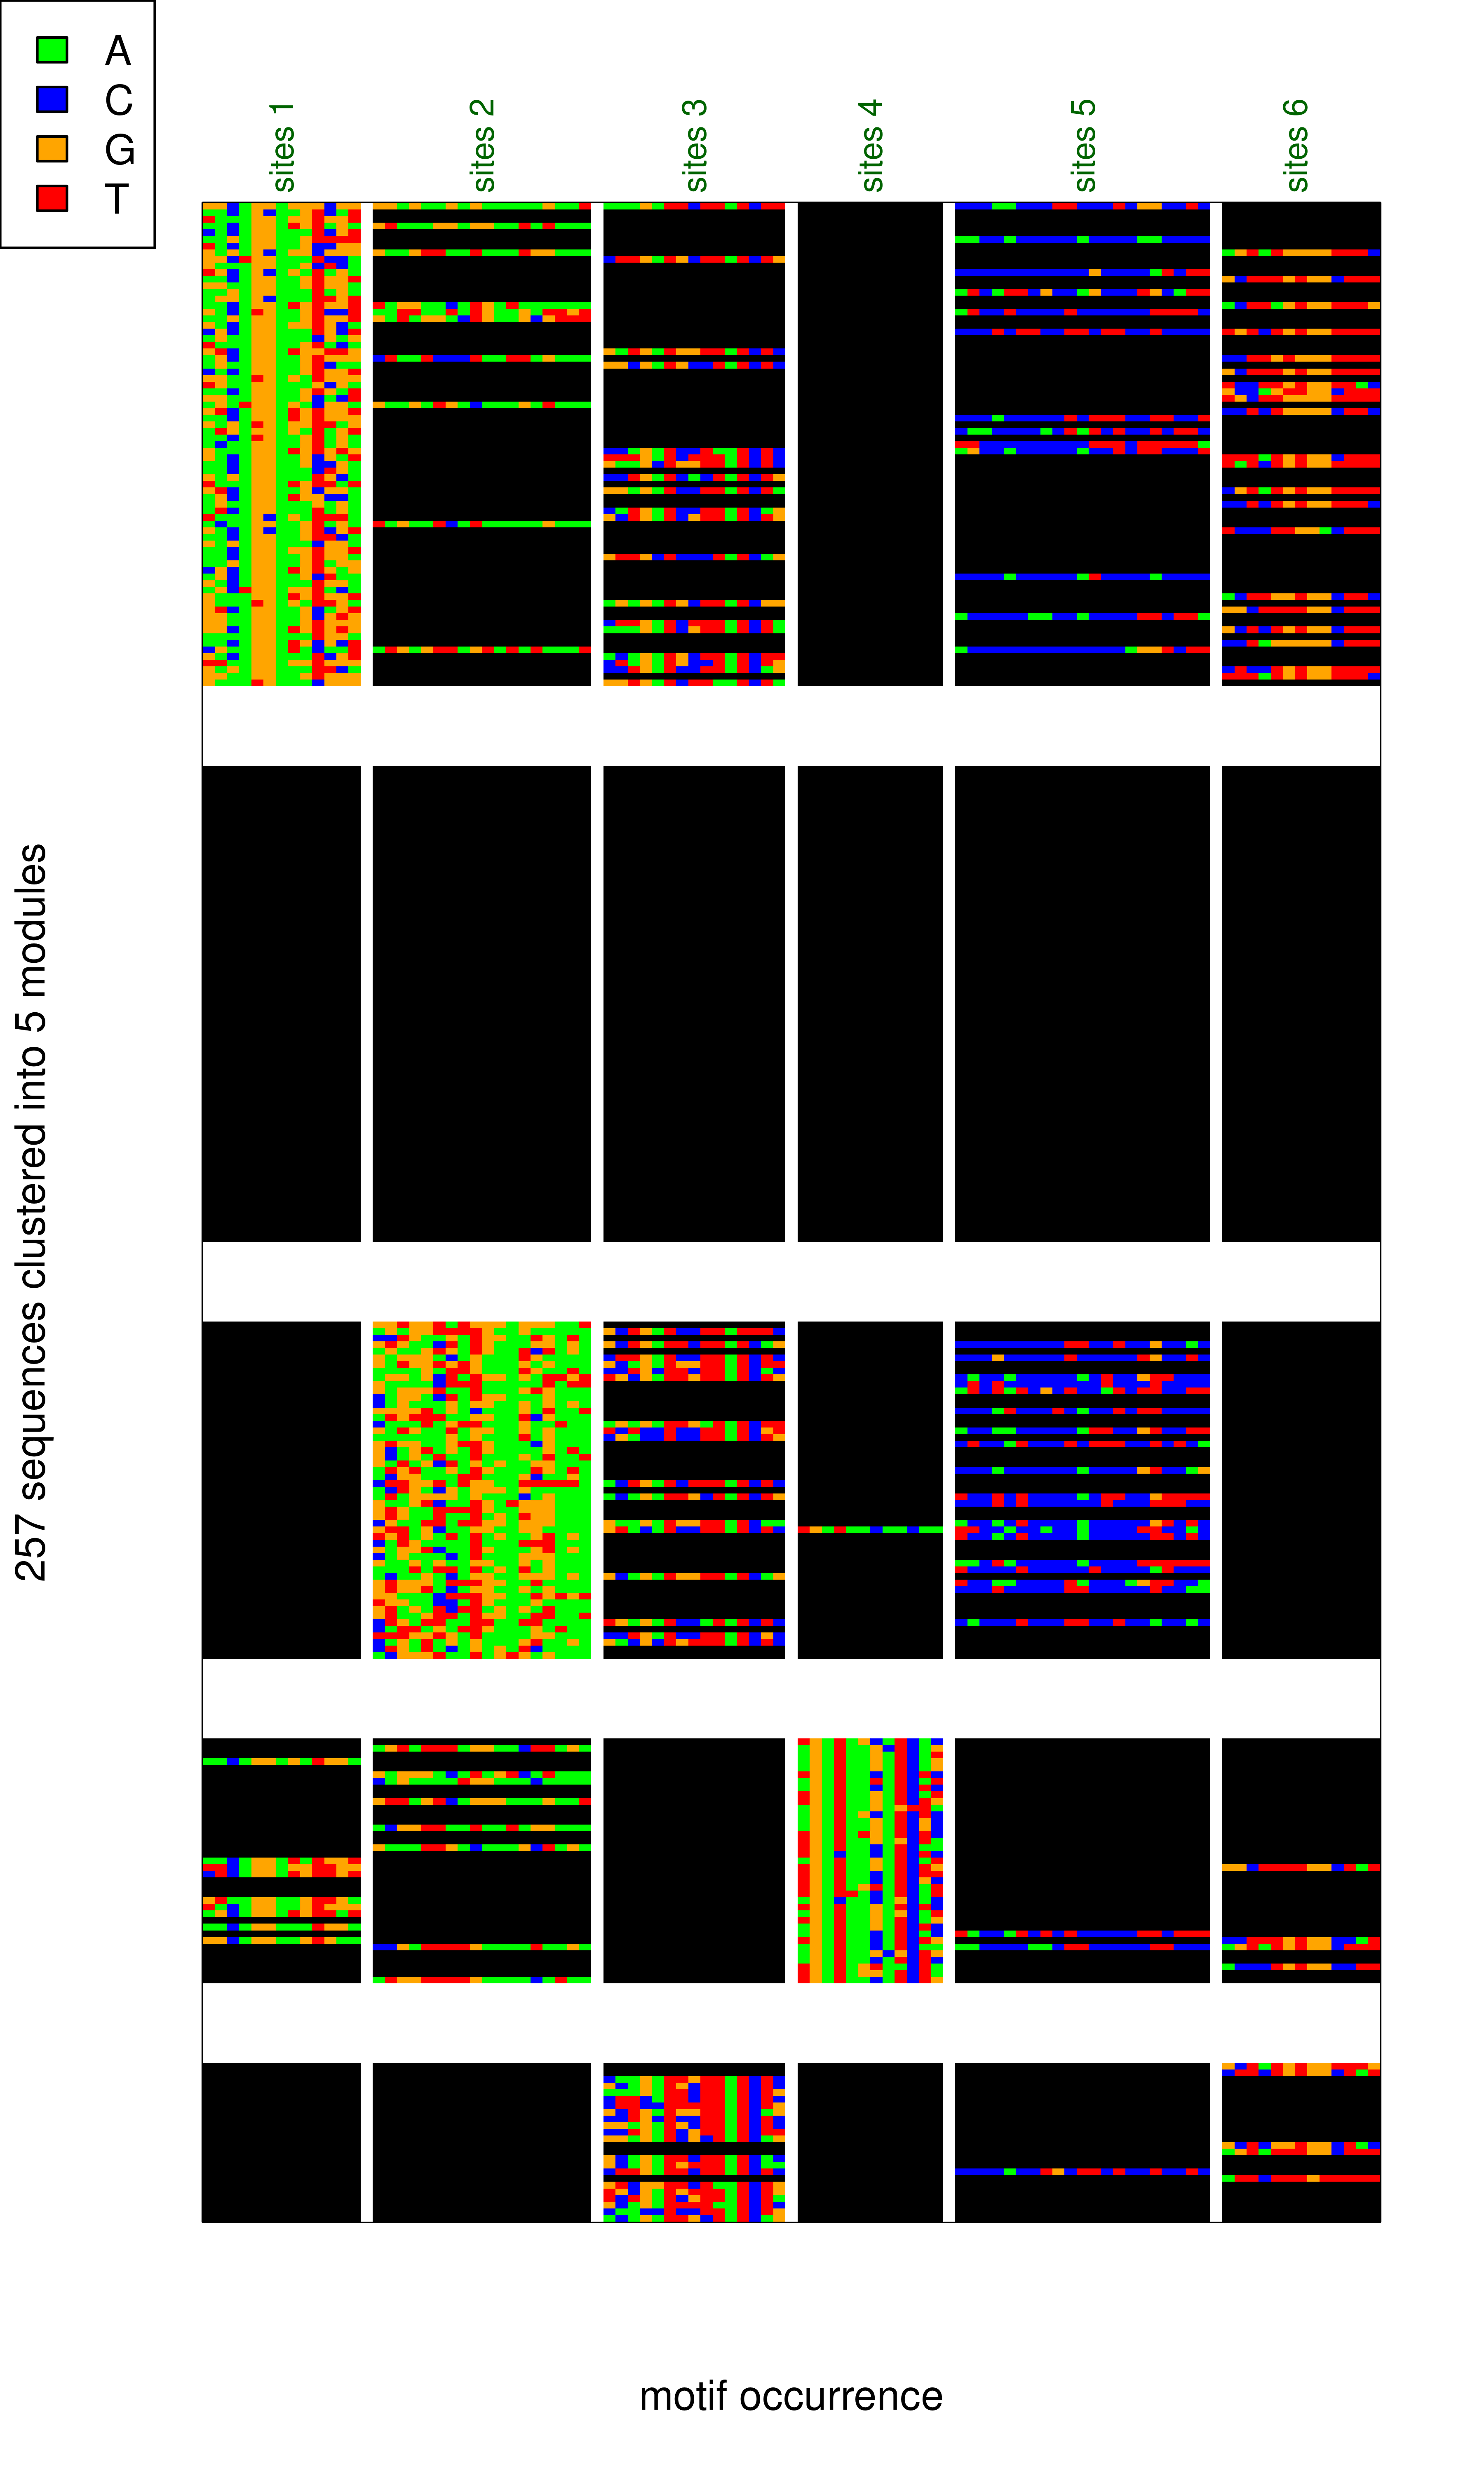 A
C
G
T
sites 1
sites 2
sites 3
sites 4
sites 5
sites 6
257 sequences clustered into 5 modules
motif occurrence